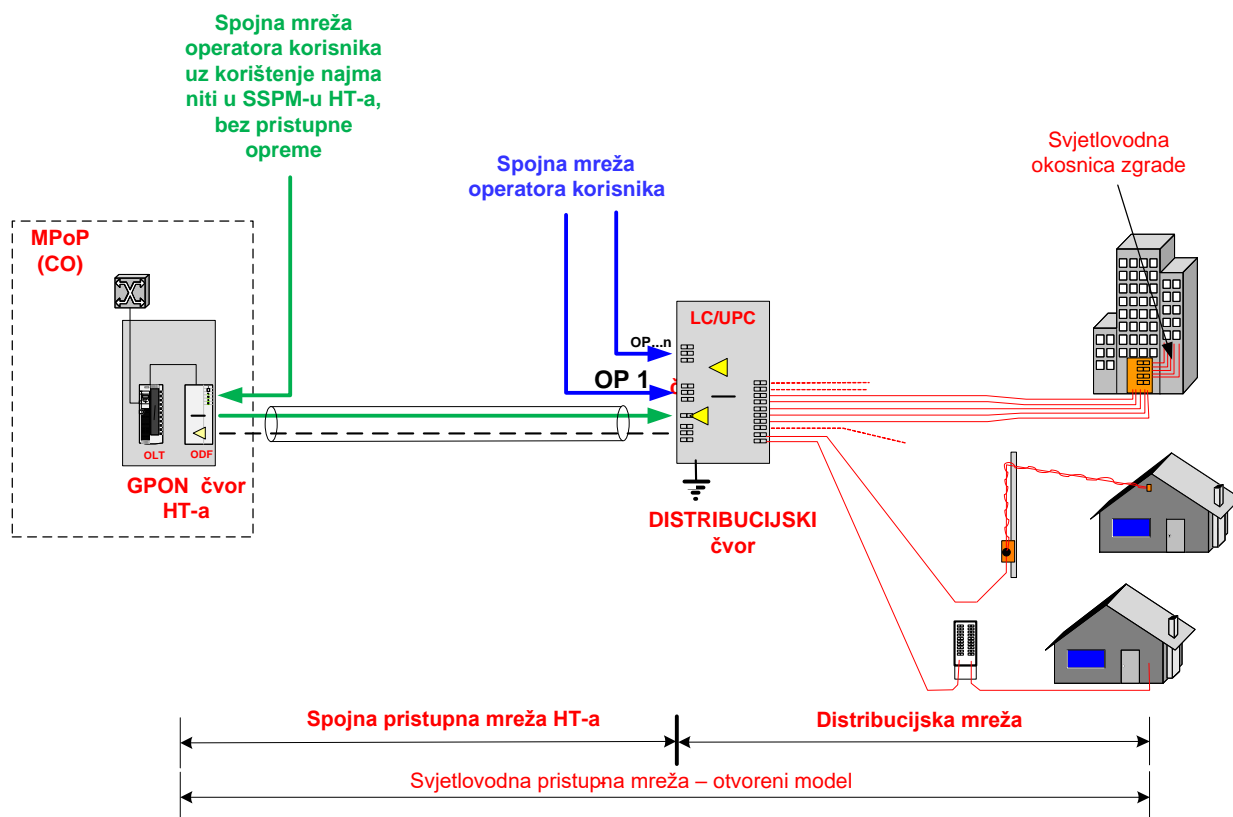 Spojna mreža
operatora korisnika
uz korištenje najma
niti u SSPM-u HT-a,
bez pristupne
opreme
Spojna mreža
operatora korisnika
Svjetlovodna
okosnica zgrade
MPoP
(CO)
LC/UPC
OP...n
OP 1
OLT
ODF
GPON čvor
HT-a
DISTRIBUCIJSKI
čvor
Spojna pristupna mreža HT-a
Distribucijska mreža
Svjetlovodna pristupna mreža – otvoreni model